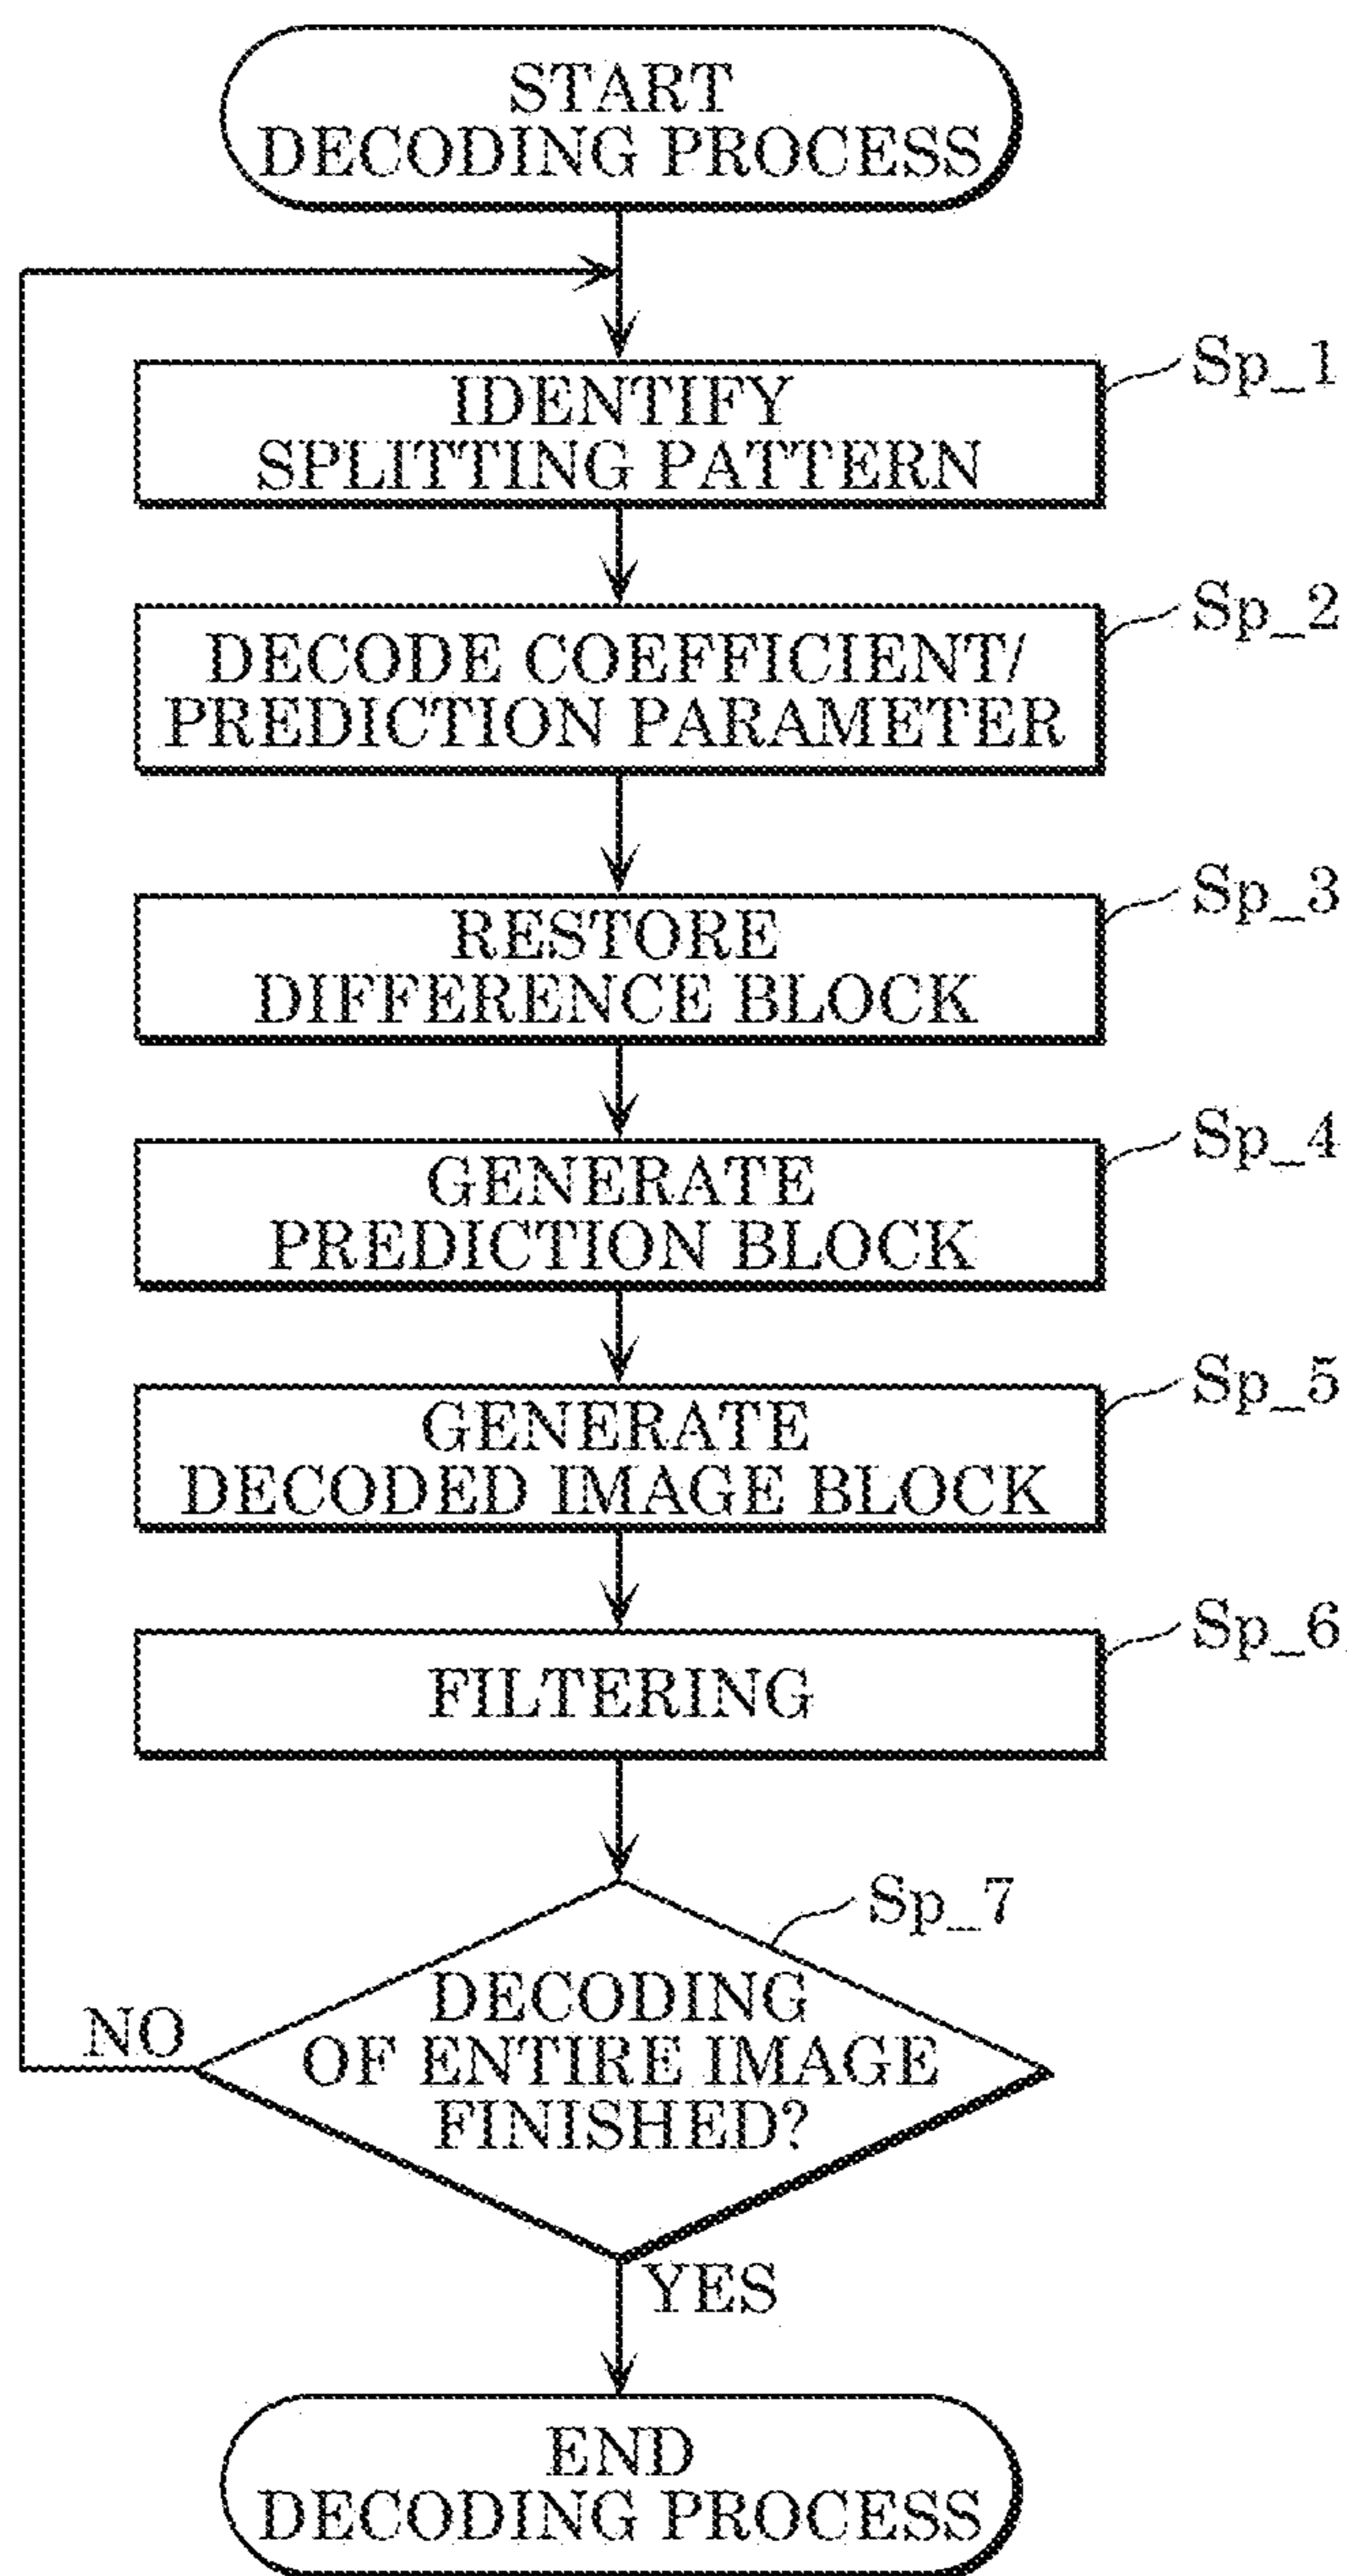 START
DECODING PROCESS
IDENTIFY
SPLITTING PATTERN
Sp_1
DECODE COEFFICIENT/
PREDICTION PARAMETER
Sp_2
RESTORE
DIFFERENCE BLOCK
Sp_3
GENERATE
PREDICTION BLOCK
Sp_4
GENERATE
DECODED IMAGE BLOCK
Sp_5
FILTERING
Sp_6
Sp_7
DECODING
OF ENTIRE IMAGE
FINISHED?
NO
YES
END
DECODING PROCESS